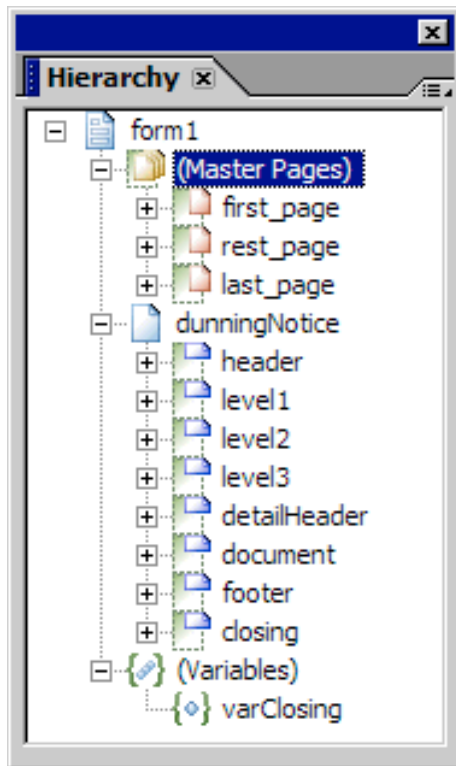 Hierarchy
form1
(Master Pages)
first_page
rest_page
last_page
dunningNotice
header
level1
level2
level3
detailHeader
document
footer
closing
(Variables)
varClosing